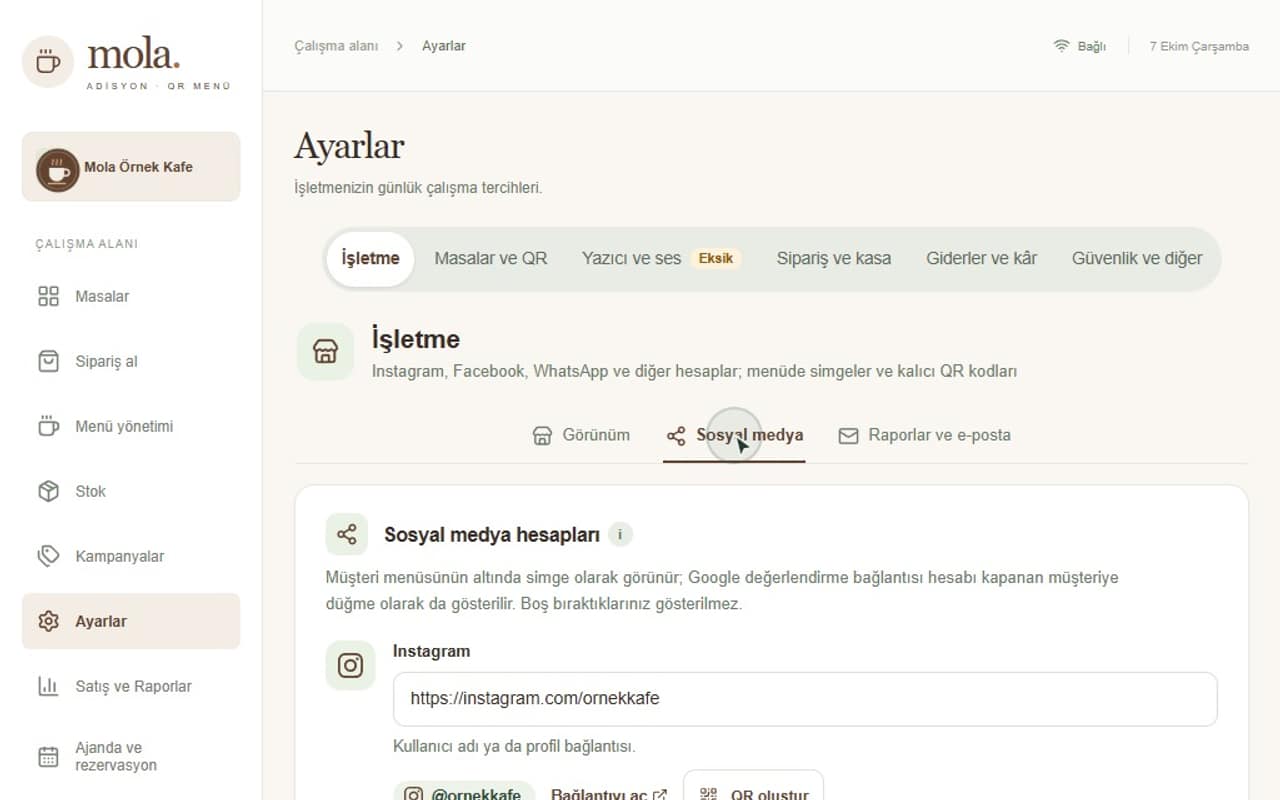 mola.
ADİSYON · QR MENÜ
Mola Örnek Kafe
ÇALIŞMA ALANI
Masalar
Sipariş al
Menü yönetimi
Stok
Kampanyalar
Ayarlar
Satış ve Raporlar
Ajanda ve
rezervasyon
Çalışma alanı > Ayarlar
Bağlı
7 Ekim Çarşamba
Ayarlar
İşletmenizin günlük çalışma tercihleri.
İşletme Masalar ve QR Yazıcı ve ses Eksik Sipariş ve kasa Giderler ve kâr Güvenlik ve diğer
İşletme
Instagram, Facebook, WhatsApp ve diğer hesaplar; menüde simgeler ve kalıcı QR kodları
Görünüm Sosyal medya Raporlar ve e-posta
Sosyal medya hesapları i
Müşteri menüsünün altında simge olarak görünür; Google değerlendirme bağlantısı hesabı kapanan müşteriye
düğme olarak da gösterilir. Boş bıraktıklarınız gösterilmez.
Instagram
https://instagram.com/ornekkafe
Kullanıcı adı ya da profil bağlantısı.
@ornekkafe Bağlantıyı aç QR oluştur